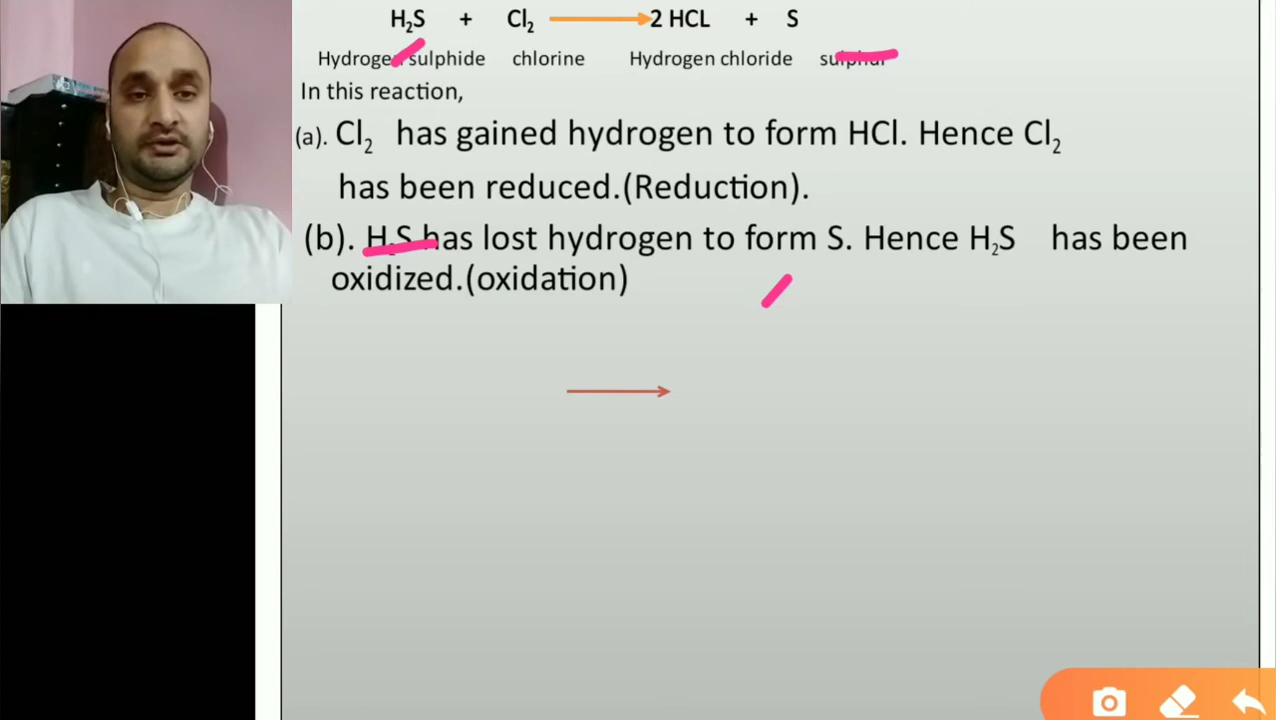 H₂S + Cl₂ 2 HCL + S
Hydrogen sulphide chlorine Hydrogen chloride sulphur
In this reaction,
(a). Cl₂ has gained hydrogen to form HCl. Hence Cl₂
has been reduced.(Reduction).
(b). H₂S has lost hydrogen to form S. Hence H₂S has been
oxidized.(oxidation)